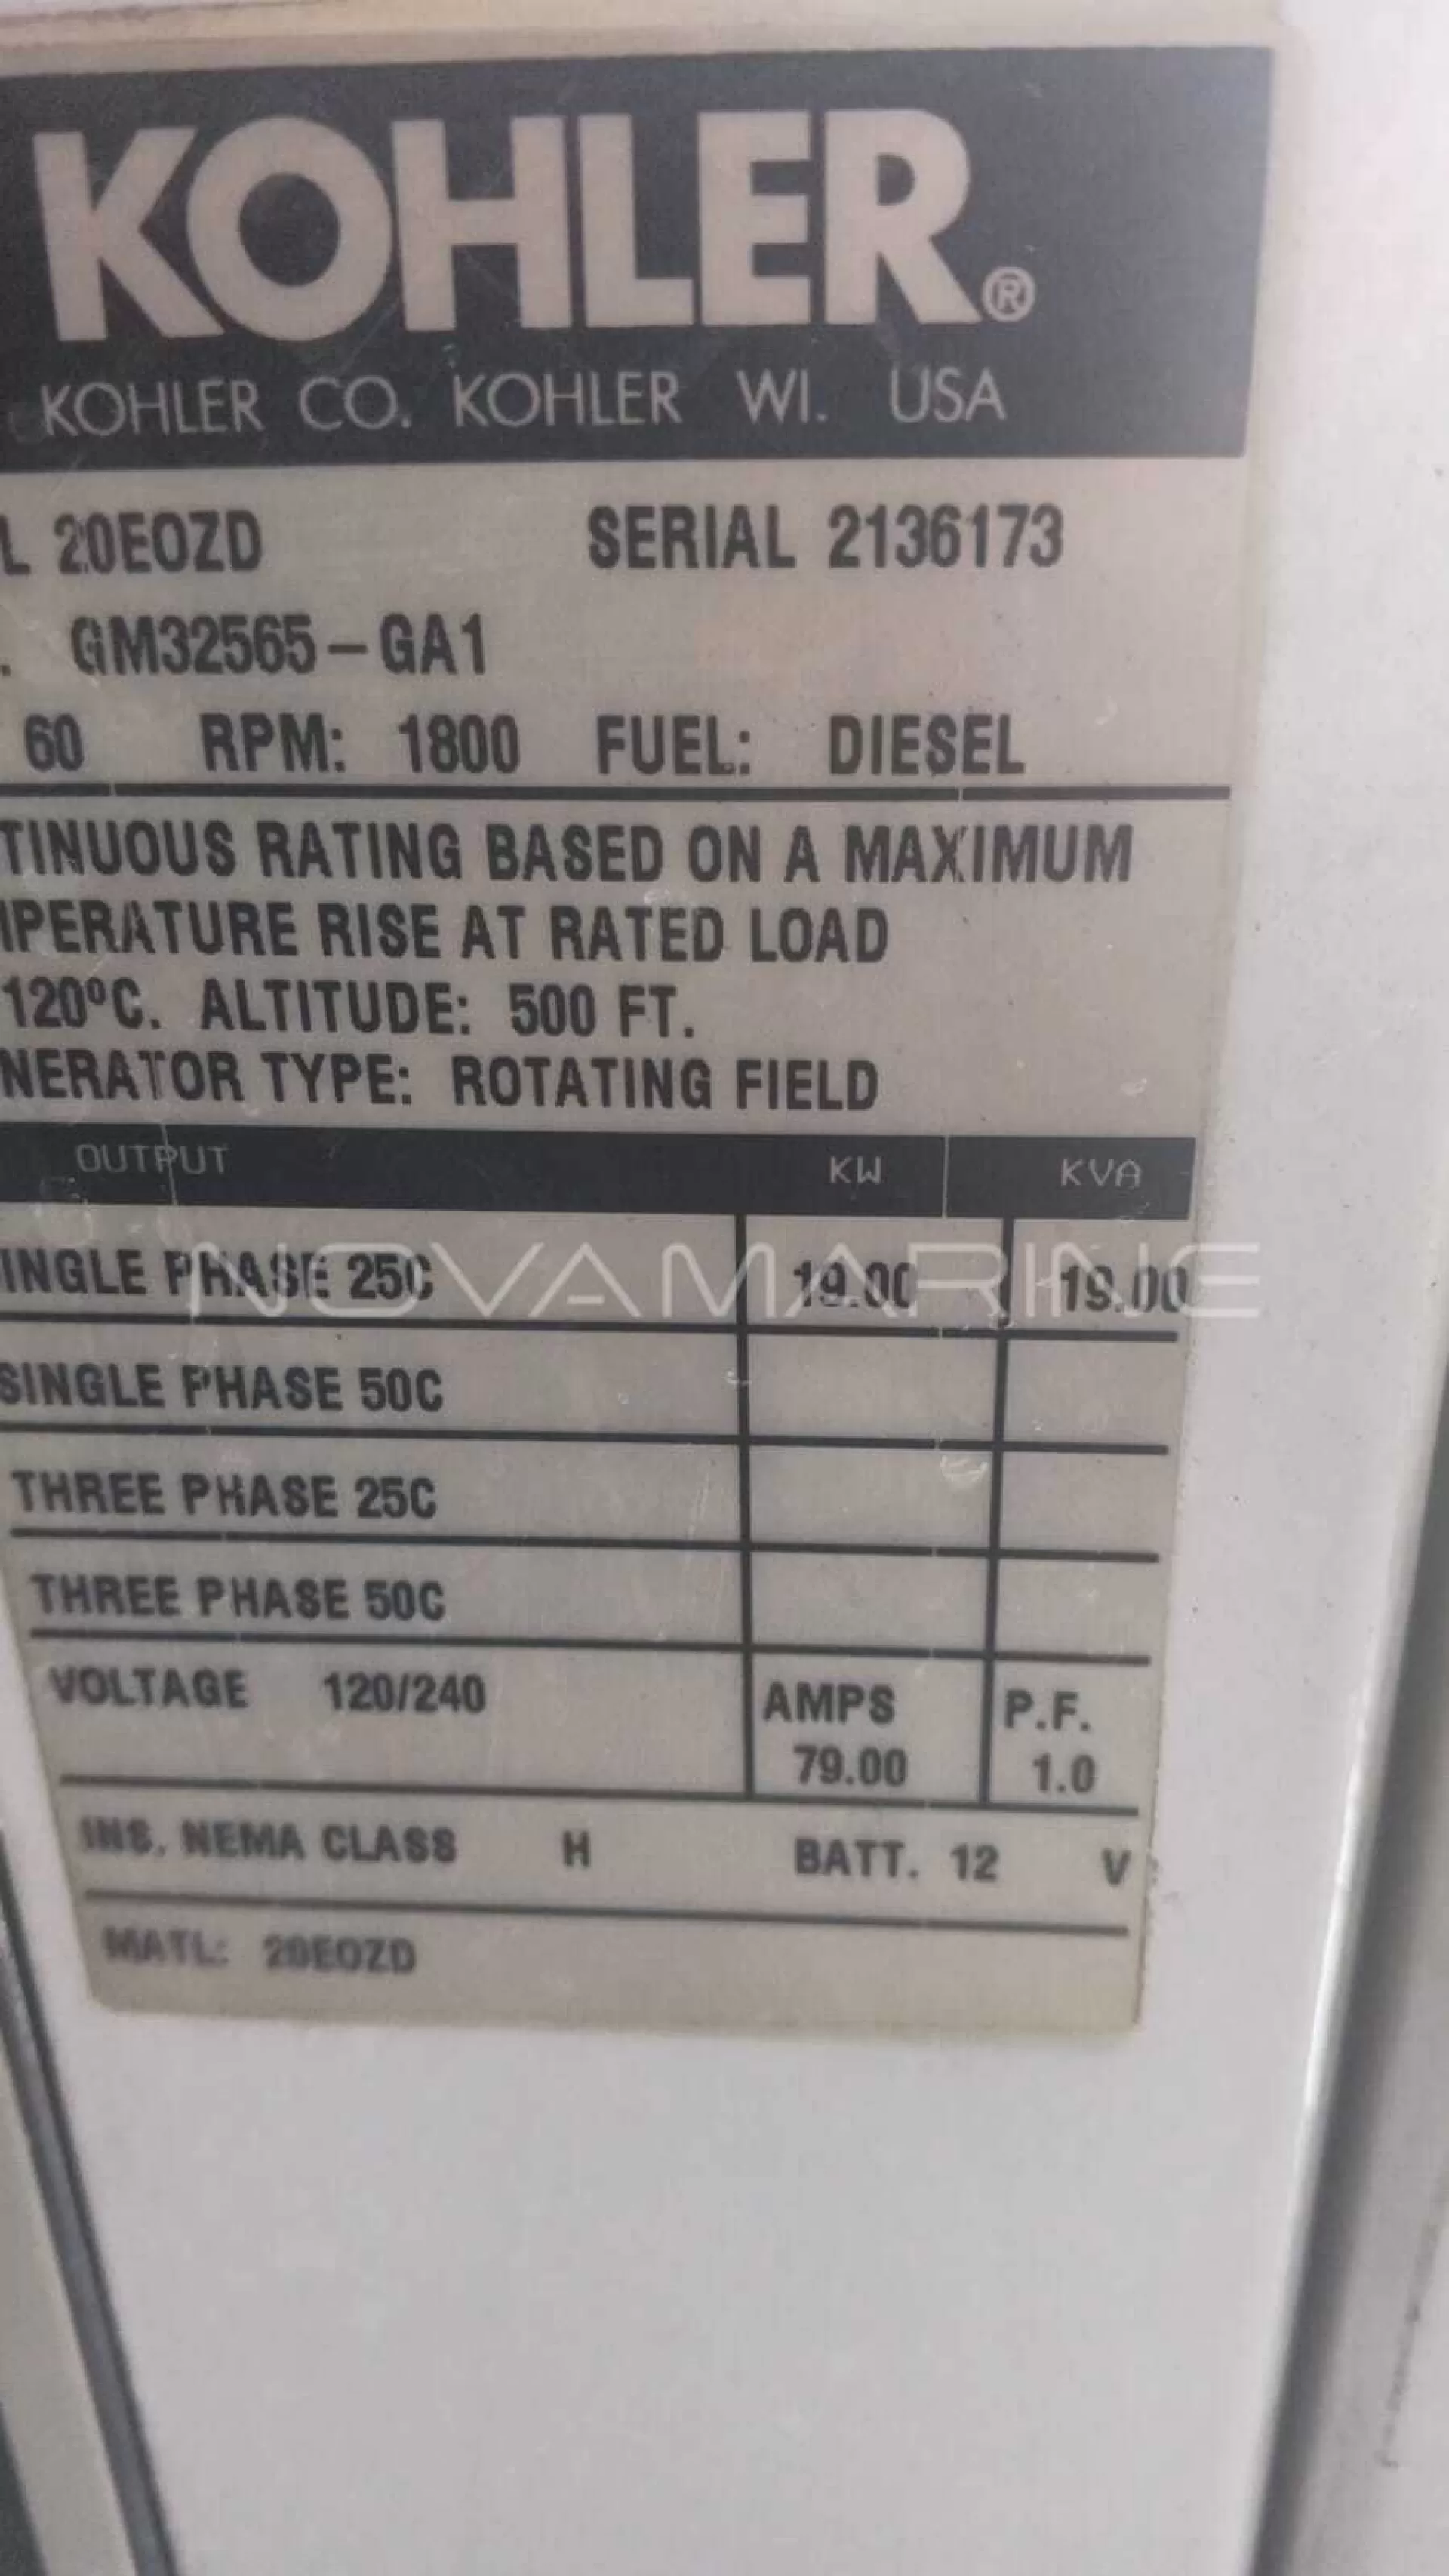 KOHLER®
KOHLER CO. KOHLER WI. USA
L 20EOZD SERIAL 2136173
. GM32565-GA1
60 RPM: 1800 FUEL: DIESEL
TINUOUS RATING BASED ON A MAXIMUM
MPERATURE RISE AT RATED LOAD
120ºC. ALTITUDE: 500 FT.
NERATOR TYPE: ROTATING FIELD
OUTPUT KW KVA
INGLE PHASE 25C 19.00 19.00
NOVAMARINE
SINGLE PHASE 50C
THREE PHASE 25C
THREE PHASE 50C
VOLTAGE 120/240 AMPS P.F.
79.00 1.0
INS. NEMA CLASS H BATT. 12 V
MATL: 20EOZD